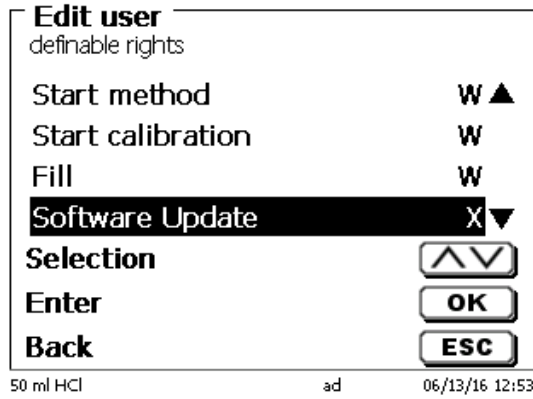 Edit user
definable rights
Start method W
Start calibration W
Fill W
Software Update X
Selection
Enter OK
Back ESC
50 ml HCl ad 06/13/16 12:53